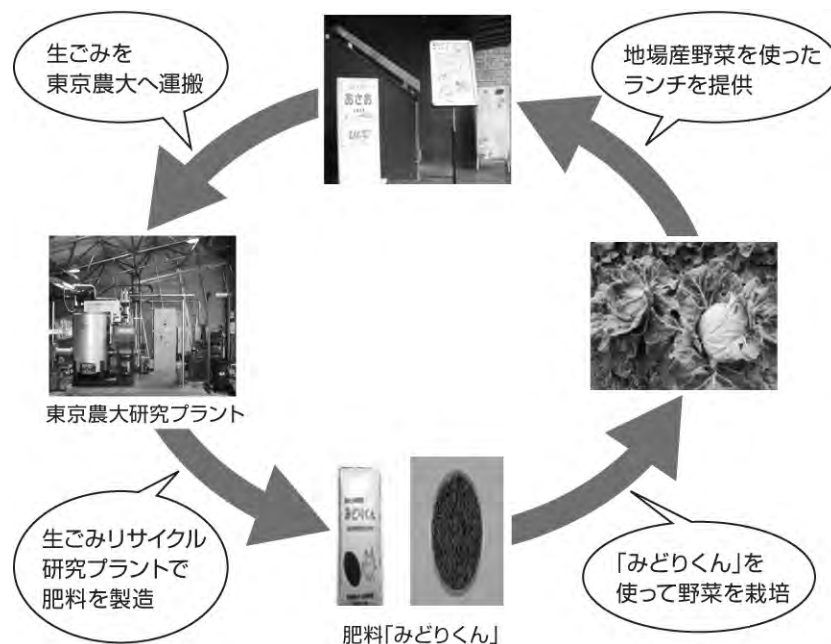 生ごみを
東京農大へ運搬
地場産野菜を使った
ランチを提供
あさお
東京農大研究プラント
生ごみリサイクル
研究プラントで
肥料を製造
みどりくん
肥料「みどりくん」
「みどりくん」を
使って野菜を栽培